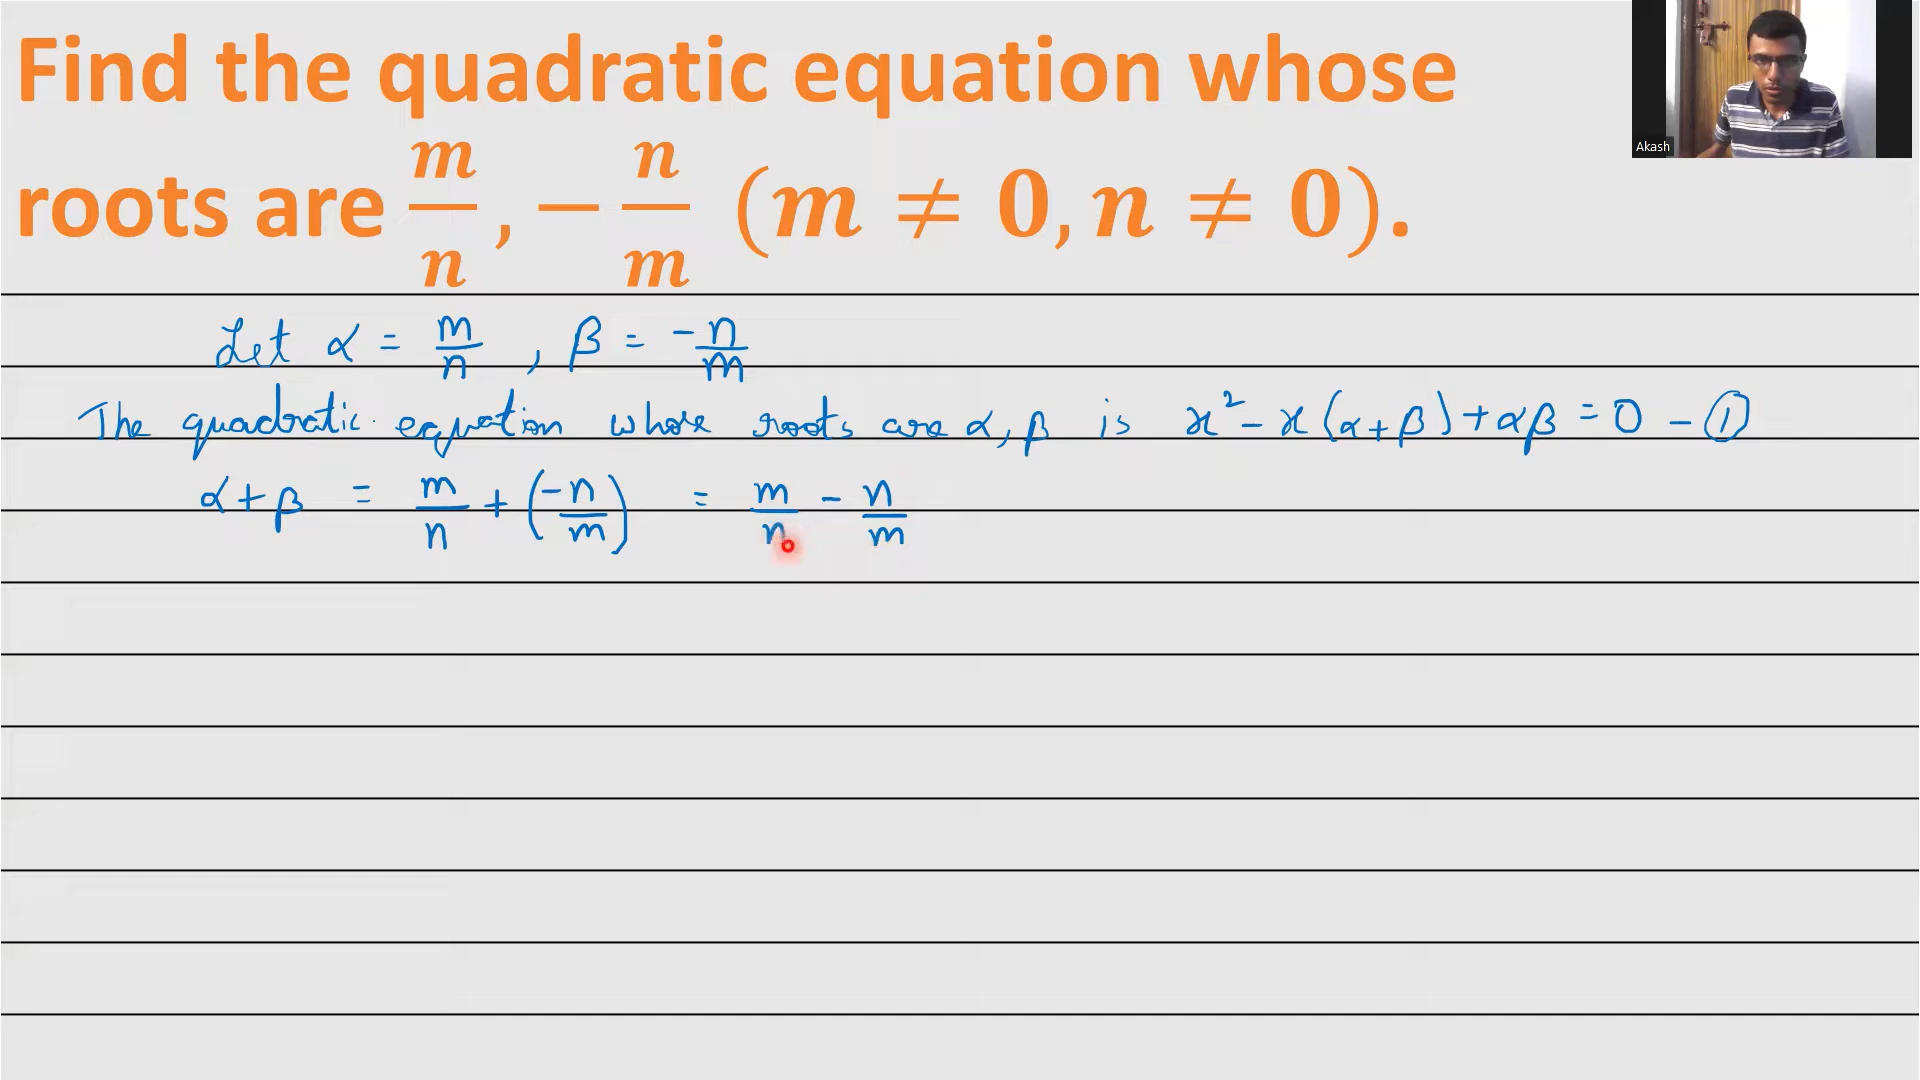 Find the quadratic equation whose
roots are m/n, −n/m (m ≠ 0, n ≠ 0).
Akash
Let α = m/n , β = -n/m
The quadratic equation whose roots are α, β is x² - x(α+β)+αβ = 0 - ①
α+β = m/n + (-n/m) = m/n - n/m